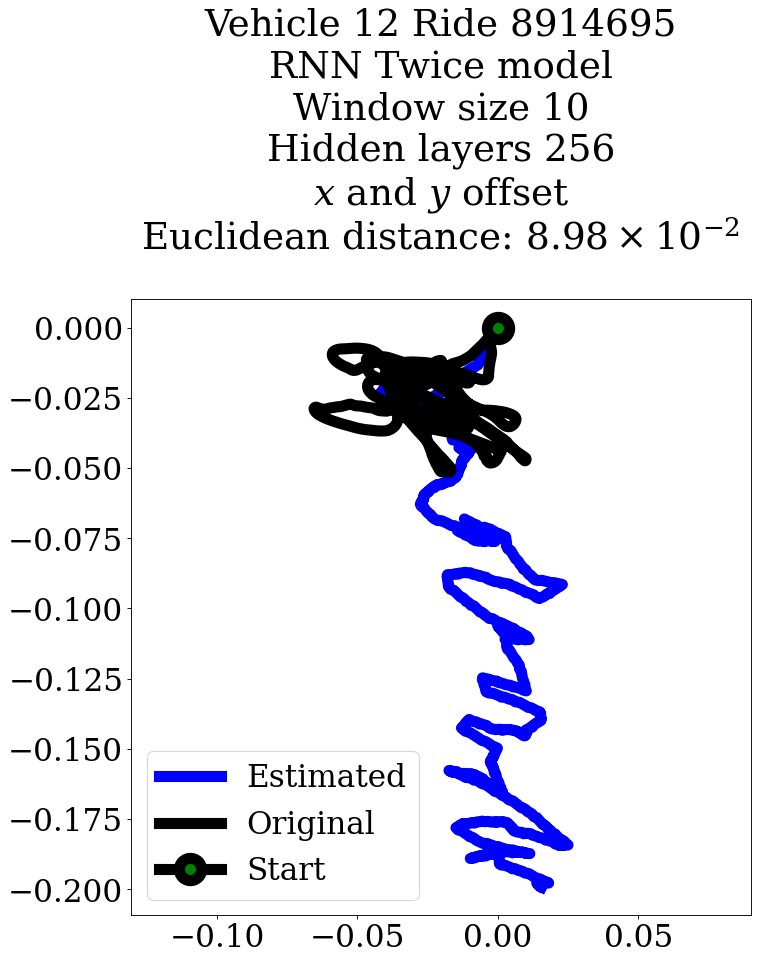 Vehicle 12 Ride 8914695
RNN Twice model
Window size 10
Hidden layers 256
x and y offset
Euclidean distance: 8.98 × 10⁻²
0.000
−0.025
−0.050
−0.075
−0.100
−0.125
−0.150
−0.175
−0.200
Estimated
Original
Start
−0.10
−0.05
0.00
0.05